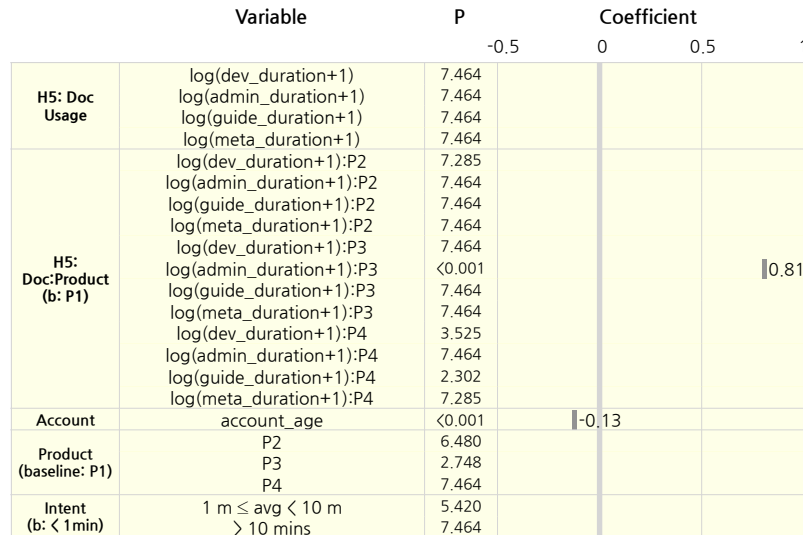 Variable P Coefficient
-0.5 0 0.5 1
H5: Doc Usage
log(dev_duration+1) 7.464
log(admin_duration+1) 7.464
log(guide_duration+1) 7.464
log(meta_duration+1) 7.464
H5: Doc:Product (b: P1)
log(dev_duration+1):P2 7.285
log(admin_duration+1):P2 7.464
log(guide_duration+1):P2 7.464
log(meta_duration+1):P2 7.464
log(dev_duration+1):P3 7.464
log(admin_duration+1):P3 <0.001 0.81
log(guide_duration+1):P3 7.464
log(meta_duration+1):P3 7.464
log(dev_duration+1):P4 3.525
log(admin_duration+1):P4 7.464
log(guide_duration+1):P4 2.302
log(meta_duration+1):P4 7.285
Account account_age <0.001 -0.13
Product (baseline: P1)
P2 6.480
P3 2.748
P4 7.464
Intent (b: < 1min)
1 m ≤ avg < 10 m 5.420
> 10 mins 7.464